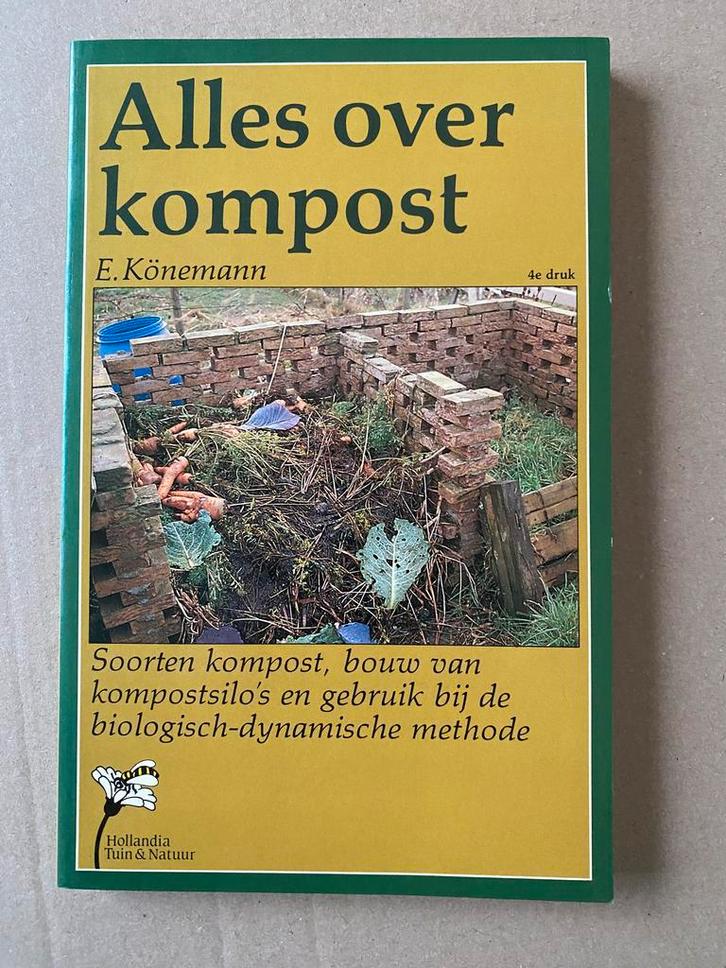 Alles over
kompost
E. Könemann
4e druk
Soorten kompost, bouw van
kompostsilo's en gebruik bij de
biologisch-dynamische methode
Hollandia
Tuin & Natuur